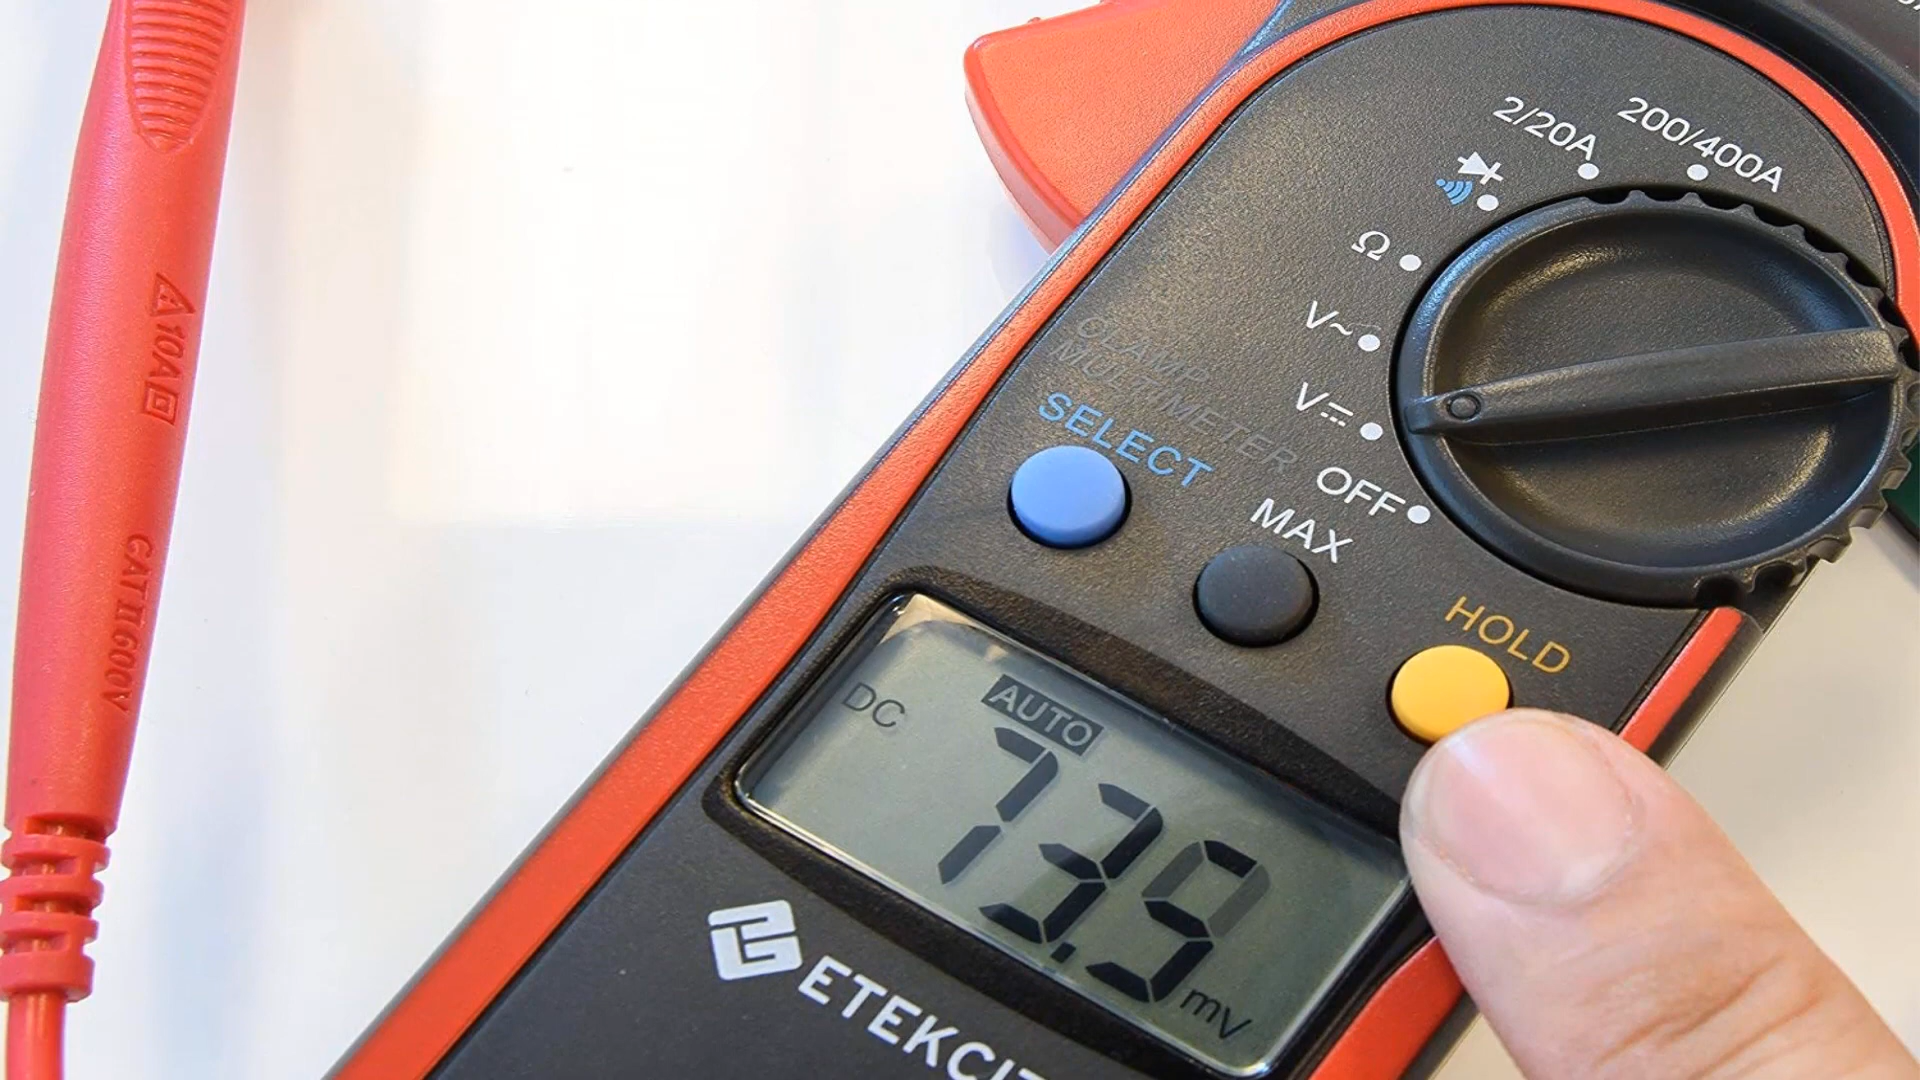 2/20A
200/400A
Ω
V~
V⎓
OFF
CLAMP
MULTIMETER
SELECT
MAX
HOLD
DC
AUTO
73.9
mV
ETEKCI
10A
CAT II 600V